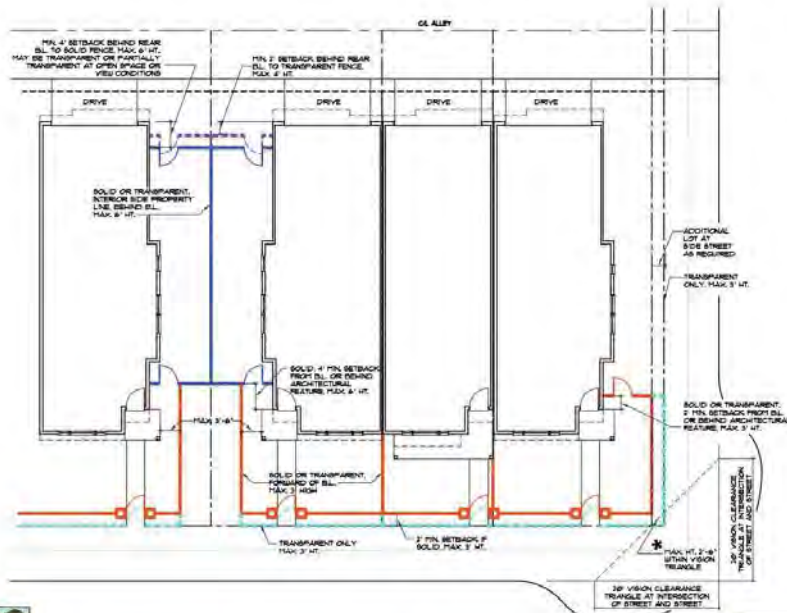 C/L ALLEY
MIN. 4' SETBACK BEHIND REAR
B.L. TO SOLID FENCE, MAX. 6' HT.
MAY BE TRANSPARENT OR PARTIALLY
TRANSPARENT AT OPEN SPACE OR
VIEW CONDITIONS
MIN. 2' SETBACK BEHIND REAR
B.L. TO TRANSPARENT FENCE,
MAX. 4' HT.
DRIVE
DRIVE
DRIVE
DRIVE
SOLID OR TRANSPARENT,
INTERIOR SIDE PROPERTY
LINE, BEHIND B.L.
MAX. 6' HT.
ADDITIONAL
LOT AT
SIDE STREET
AS REQUIRED
TRANSPARENT
ONLY, MAX. 3' HT.
SOLID, 4' MIN. SETBACK
FROM B.L. OR BEHIND
ARCHITECTURAL
FEATURE, MAX. 6' HT.
SOLID OR TRANSPARENT,
2' MIN. SETBACK FROM B.L.
OR BEHIND ARCHITECTURAL
FEATURE, MAX. 3' HT.
MAX. 3'-6"
SOLID OR TRANSPARENT,
FORWARD OF B.L.
MAX. 3' HIGH
TRANSPARENT ONLY
MAX. 3' HT.
2' MIN. SETBACK, IF
SOLID, MAX. 3' HT.
* MAX. HT. 2'-6"
WITHIN VISION
TRIANGLE
VISION CLEARANCE
TRIANGLE AT INTERSECTION
OF STREET AND STREET
VISION CLEARANCE
TRIANGLE AT INTERSECTION
OF STREET AND STREET